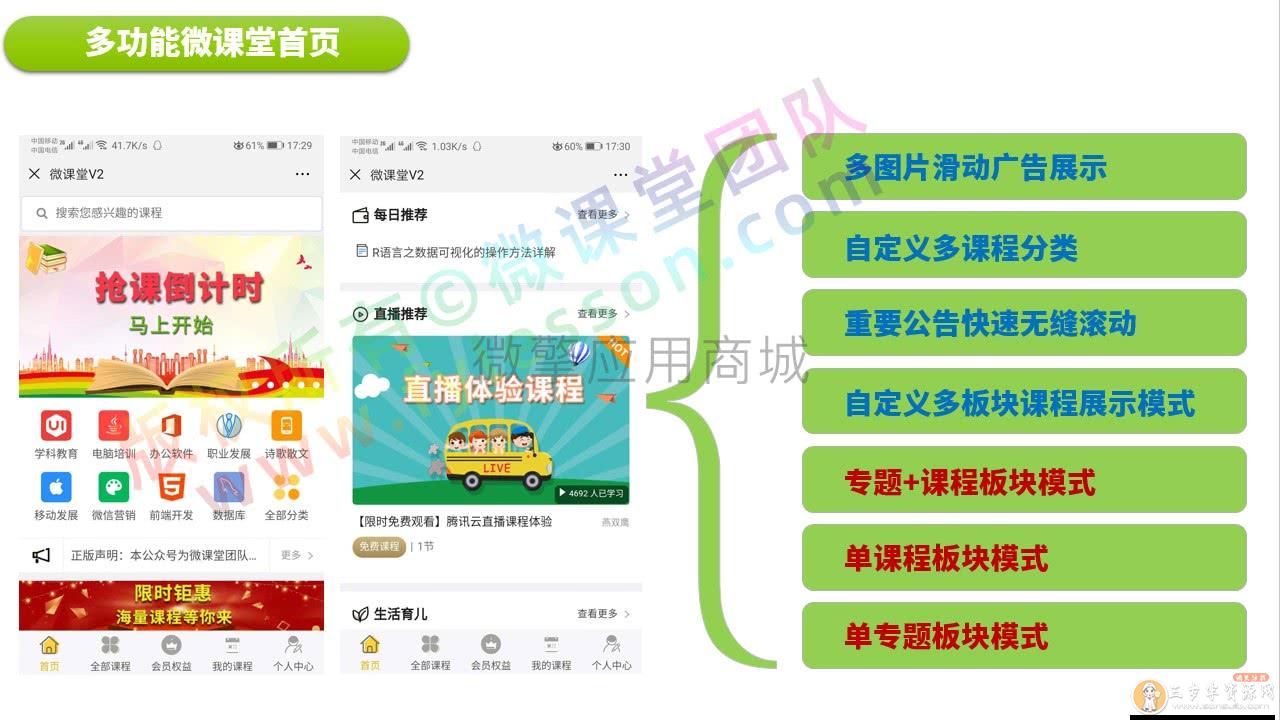 多功能微课堂首页
中国移动 中国电信 41.7K/s 61% 17:29
微课堂V2
搜索您感兴趣的课程
抢课倒计时
马上开始
学科教育 电脑培训 办公软件 职业发展 诗歌散文
移动发展 微信营销 前端开发 数据库 全部分类
正版声明：本公众号为微课堂团队... 更多
限时钜惠
海量课程等你来
首页 全部课程 会员权益 我的课程 个人中心
中国移动 中国电信 1.03K/s 60% 17:30
微课堂V2
每日推荐 查看更多
R语言之数据可视化的操作方法详解
直播推荐 查看更多
HOT
直播体验课程
LIVE
4692 人已学习
【限时免费观看】腾讯云直播课程体验 燕双鹰
免费课程 | 1节
生活育儿 查看更多
首页 全部课程 会员权益 我的课程 个人中心
多图片滑动广告展示
自定义多课程分类
重要公告快速无缝滚动
自定义多板块课程展示模式
专题+课程板块模式
单课程板块模式
单专题板块模式
版权所有©微课堂团队
微擎应用商城